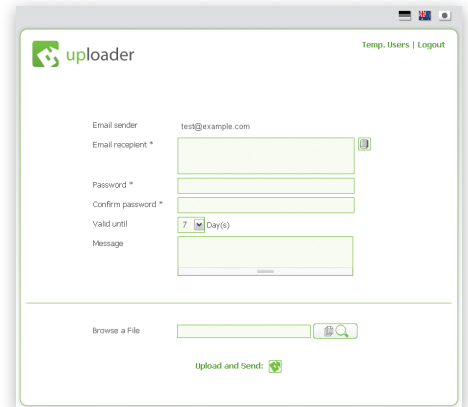 Temp. Users | Logout
uploader
Email sender test@example.com
Email recepient *
Password *
Confirm password *
Valid until 7 Day(s)
Message
Browse a File
Upload and Send: